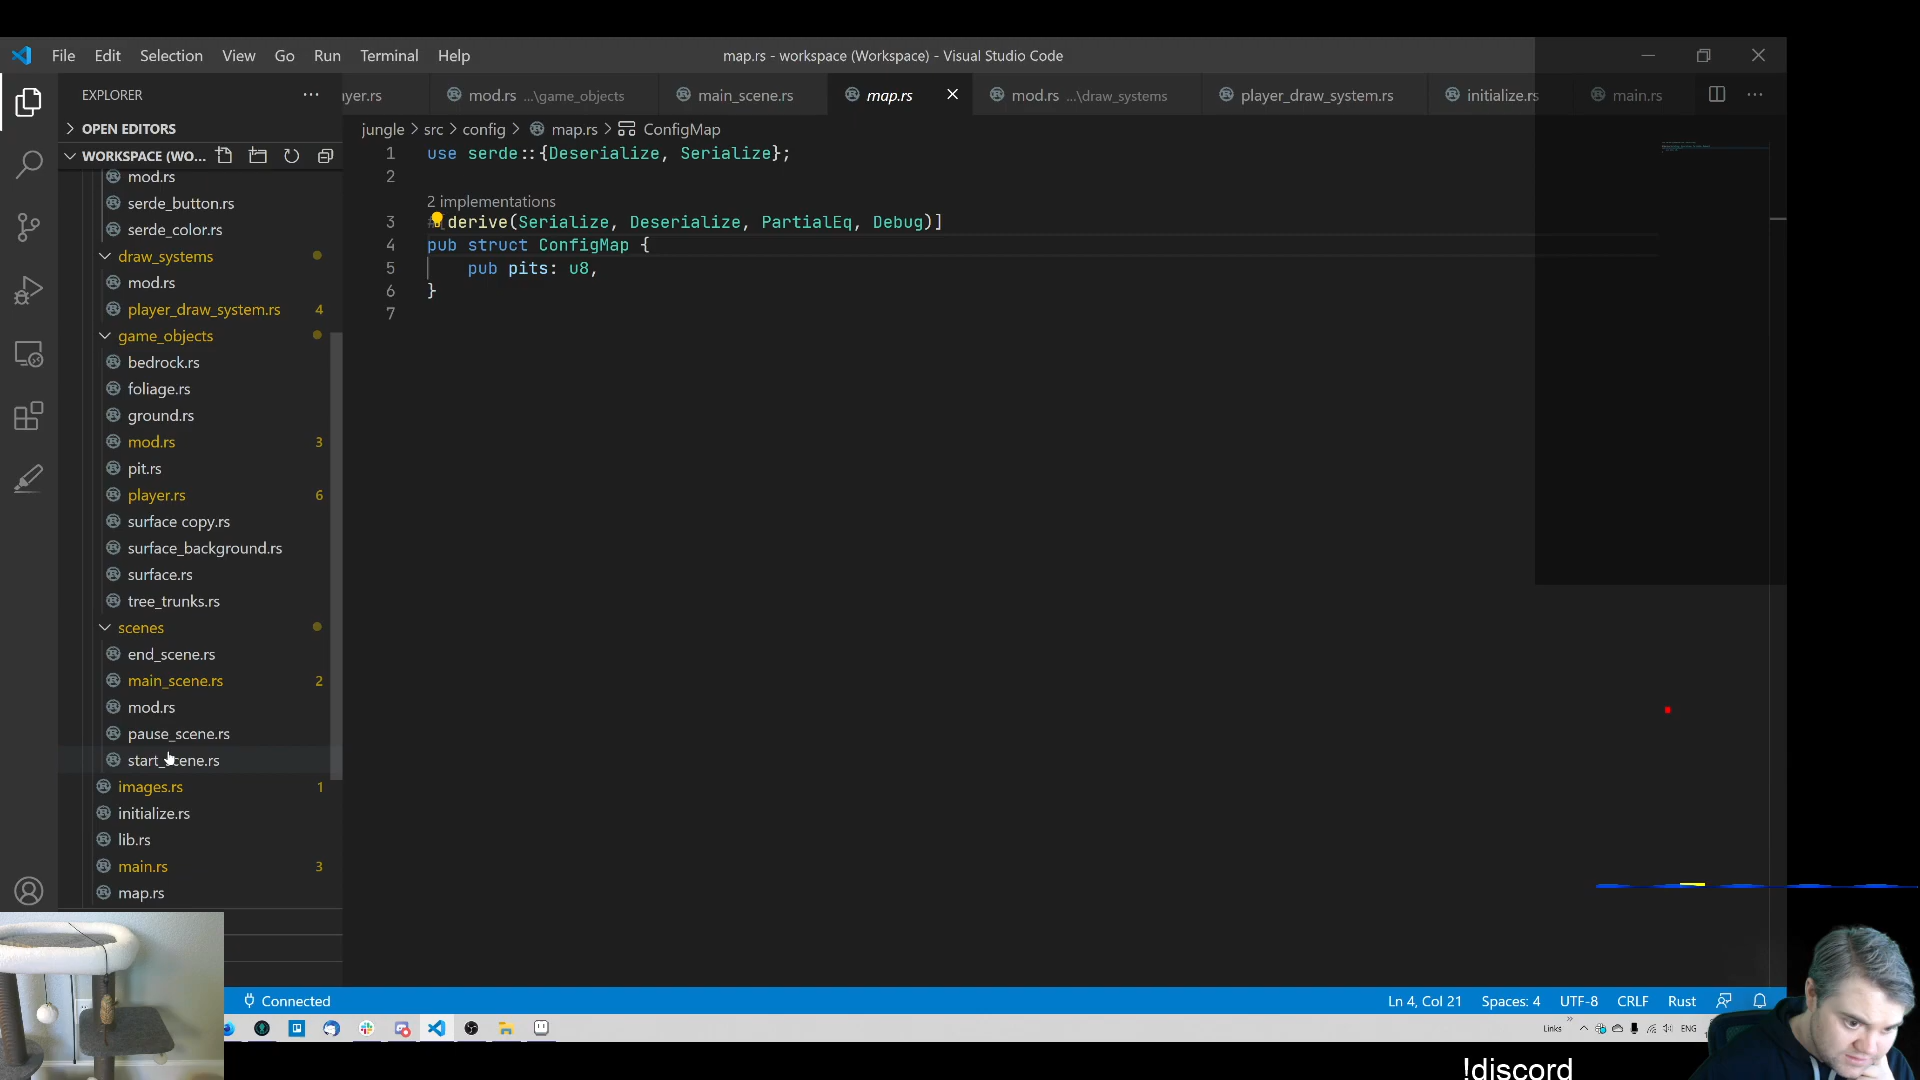 File Edit Selection View Go Run Terminal Help
map.rs - workspace (Workspace) - Visual Studio Code
EXPLORER
ayer.rs
mod.rs ...\game_objects
main_scene.rs
map.rs
mod.rs ...\draw_systems
player_draw_system.rs
initialize.rs
main.rs
OPEN EDITORS
jungle > src > config > map.rs > ConfigMap
WORKSPACE (WO...
mod.rs
serde_button.rs
serde_color.rs
draw_systems
mod.rs
player_draw_system.rs 4
game_objects
bedrock.rs
foliage.rs
ground.rs
mod.rs 3
pit.rs
player.rs 6
surface copy.rs
surface_background.rs
surface.rs
tree_trunks.rs
scenes
end_scene.rs
main_scene.rs 2
mod.rs
pause_scene.rs
start_scene.rs
images.rs 1
initialize.rs
lib.rs
main.rs 3
map.rs
1 use serde::{Deserialize, Serialize};
2
2 implementations
3 #[derive(Serialize, Deserialize, PartialEq, Debug)]
4 pub struct ConfigMap {
5 pub pits: u8,
6 }
7
Connected
Ln 4, Col 21 Spaces: 4 UTF-8 CRLF Rust
Links ENG
!discord